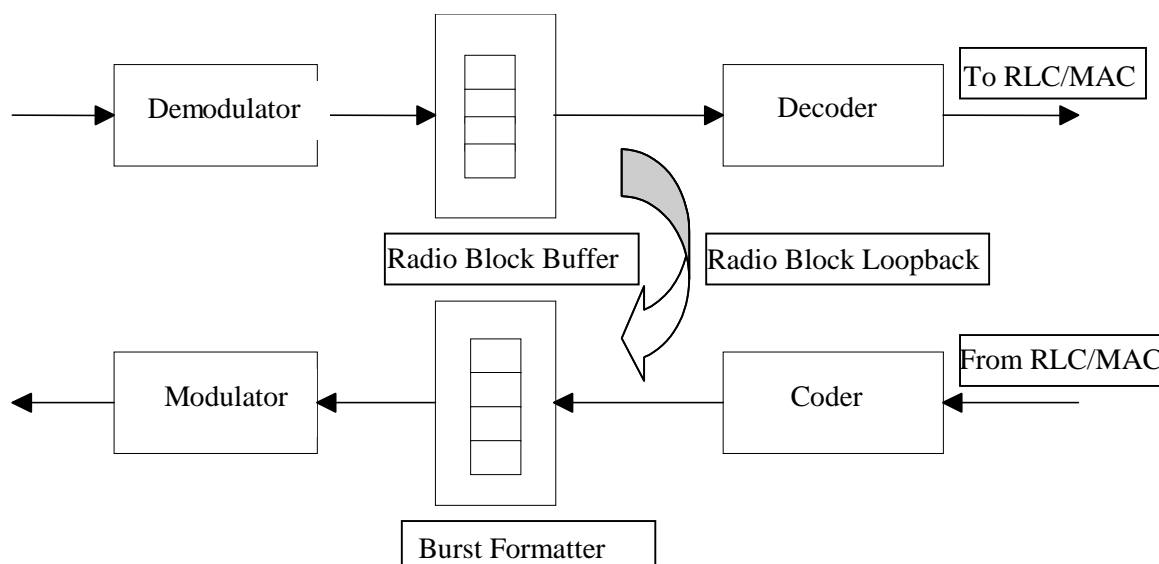 To RLC/MAC
Demodulator
Decoder
Radio Block Buffer
Radio Block Loopback
From RLC/MAC
Modulator
Coder
Burst Formatter